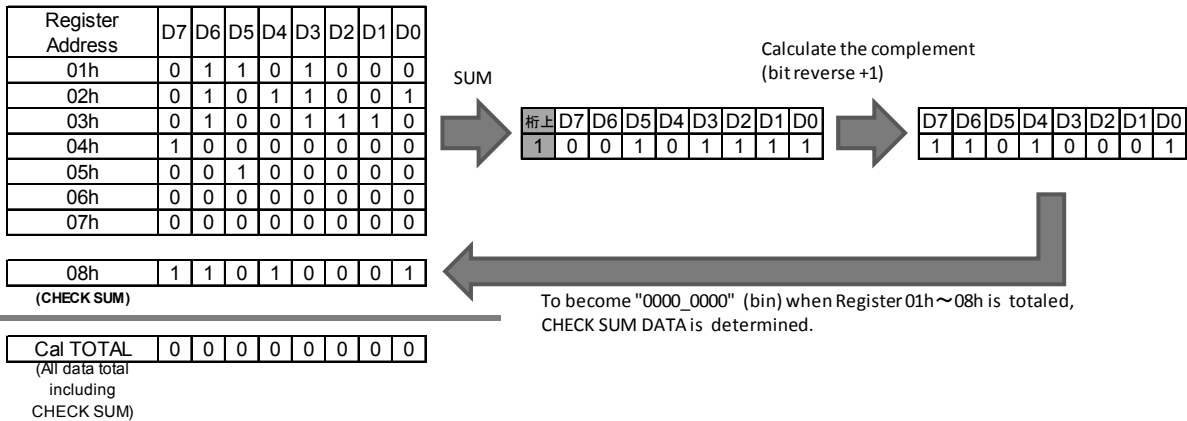 Register Address D7 D6 D5 D4 D3 D2 D1 D0
01h 0 1 1 0 1 0 0 0
02h 0 1 0 1 1 0 0 1
03h 0 1 0 0 1 1 1 0
04h 1 0 0 0 0 0 0 0
05h 0 0 1 0 0 0 0 0
06h 0 0 0 0 0 0 0 0
07h 0 0 0 0 0 0 0 0
SUM
桁上 D7 D6 D5 D4 D3 D2 D1 D0
1 0 0 1 0 1 1 1 1
Calculate the complement
(bit reverse +1)
D7 D6 D5 D4 D3 D2 D1 D0
1 1 0 1 0 0 0 1
08h 1 1 0 1 0 0 0 1
(CHECK SUM)
To become "0000_0000" (bin) when Register 01h～08h is totaled,
CHECK SUM DATA is determined.
Cal TOTAL 0 0 0 0 0 0 0 0
(All data total
including
CHECK SUM)